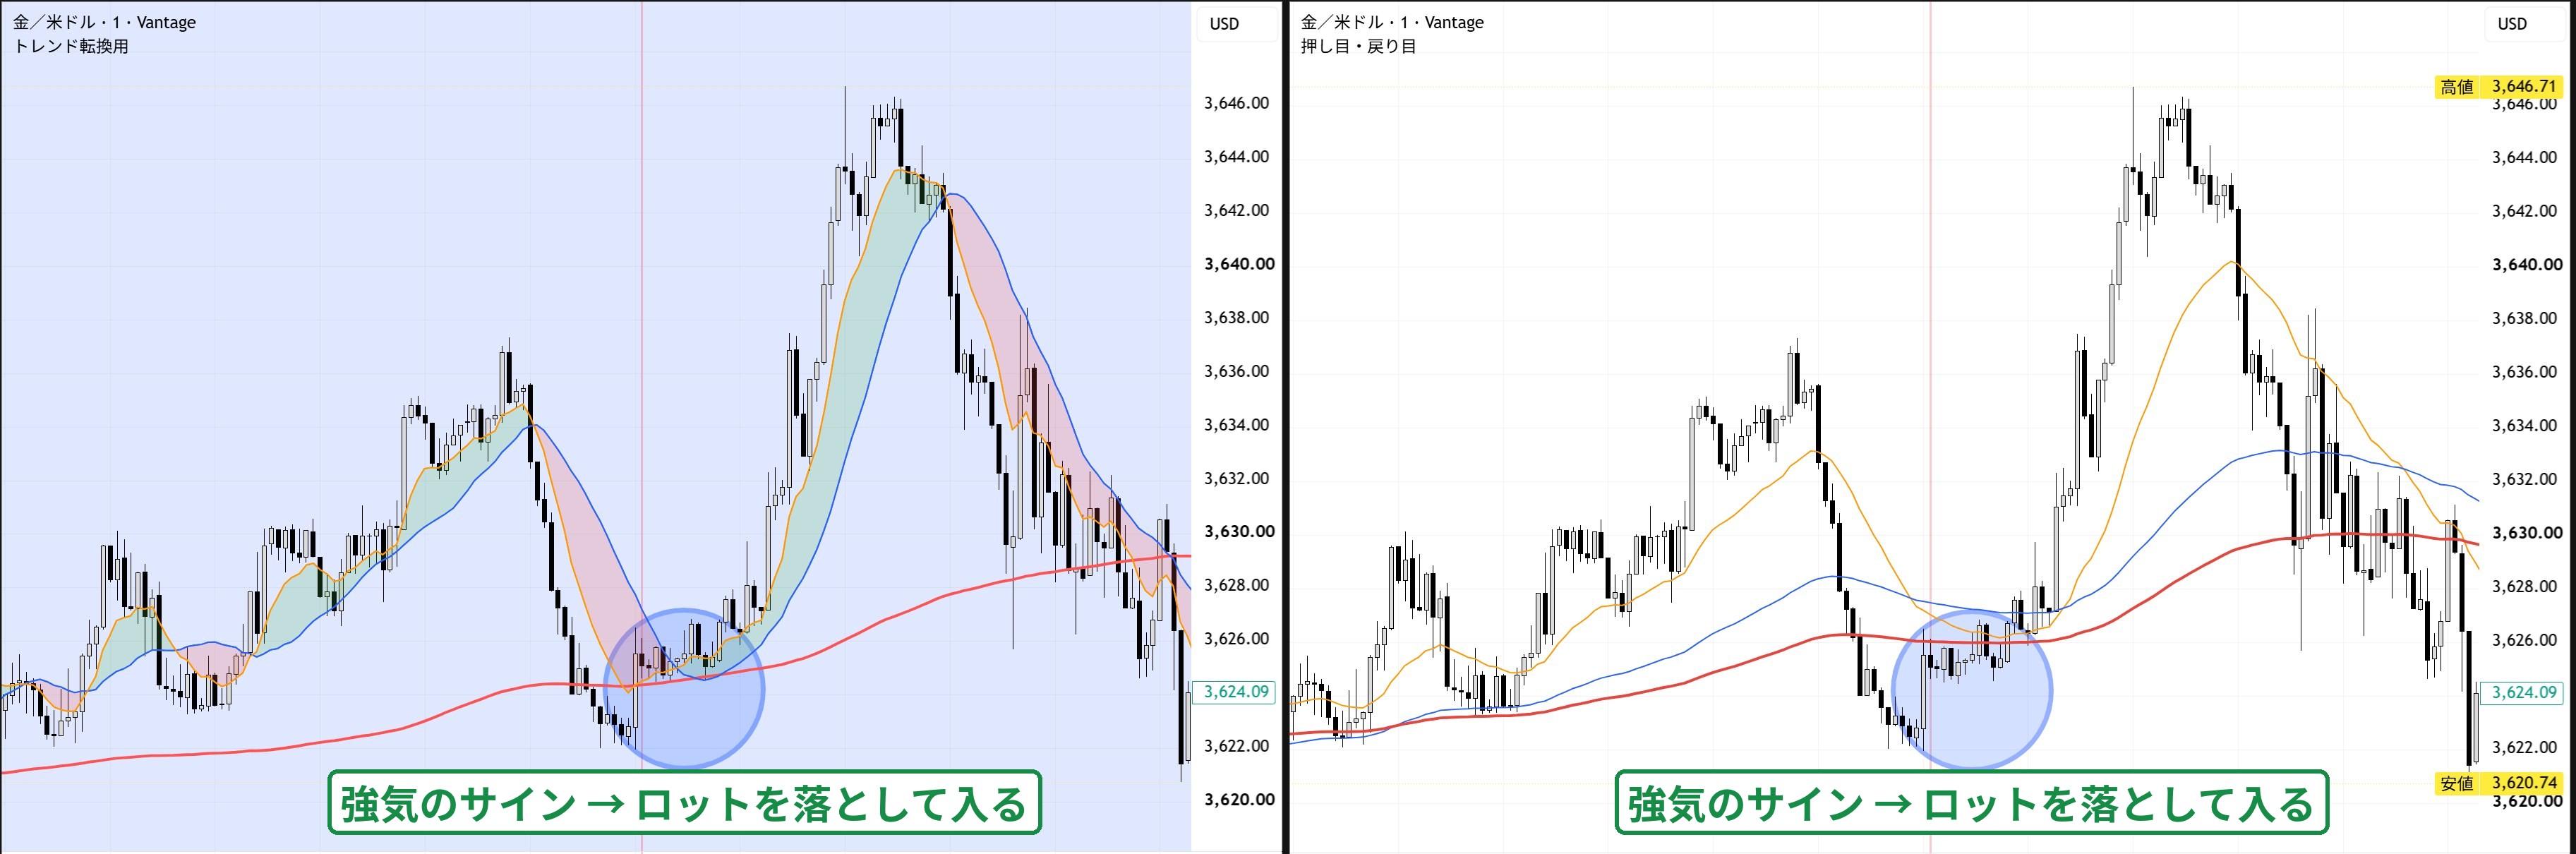 金／米ドル・1・Vantage
トレンド転換用
USD
3,646.00
3,644.00
3,642.00
3,640.00
3,638.00
3,636.00
3,634.00
3,632.00
3,630.00
3,628.00
3,626.00
3,624.09
3,622.00
3,620.00
強気のサイン → ロットを落として入る
金／米ドル・1・Vantage
押し目・戻り目
USD
高値 3,646.71
3,646.00
3,644.00
3,642.00
3,640.00
3,638.00
3,636.00
3,634.00
3,632.00
3,630.00
3,628.00
3,626.00
3,624.09
3,622.00
安値 3,620.74
3,620.00
強気のサイン → ロットを落として入る